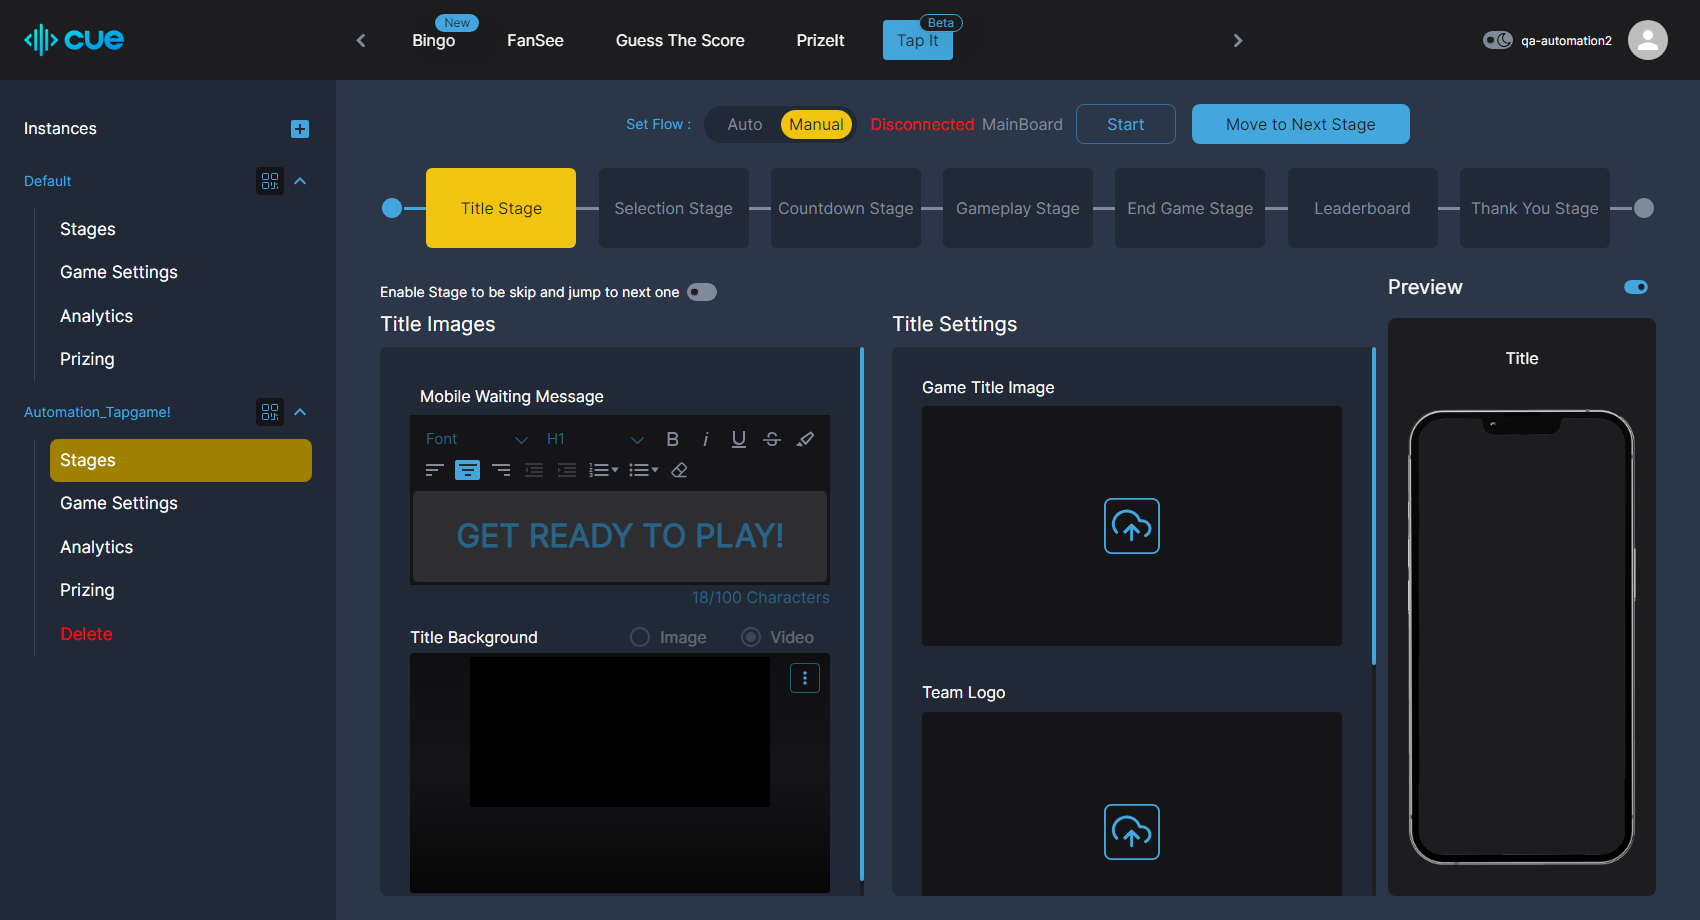 cue
Bingo
New
FanSee
Guess The Score
PrizeIt
Tap It
Beta
qa-automation2
Instances
Default
Stages
Game Settings
Analytics
Prizing
Automation_Tapgame!
Stages
Game Settings
Analytics
Prizing
Delete
Set Flow :
Auto
Manual
Disconnected MainBoard
Start
Move to Next Stage
Title Stage
Selection Stage
Countdown Stage
Gameplay Stage
End Game Stage
Leaderboard
Thank You Stage
Enable Stage to be skip and jump to next one
Title Images
Mobile Waiting Message
Font
H1
B
i
U
S
GET READY TO PLAY!
18/100 Characters
Title Background
Image
Video
Title Settings
Game Title Image
Team Logo
Preview
Title